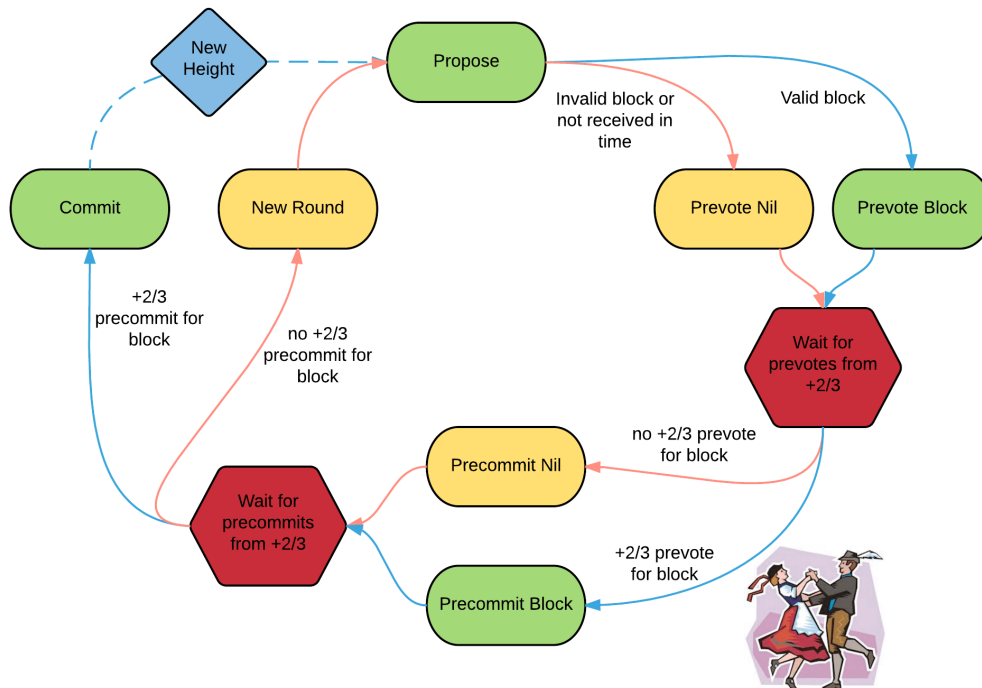 New
Height
Propose
Invalid block or
not received in
time
Valid block
Commit
New Round
Prevote Nil
Prevote Block
+2/3
precommit for
block
no +2/3
precommit for
block
Wait for
prevotes from
+2/3
no +2/3 prevote
for block
Precommit Nil
Wait for
precommits
from +2/3
+2/3 prevote
for block
Precommit Block